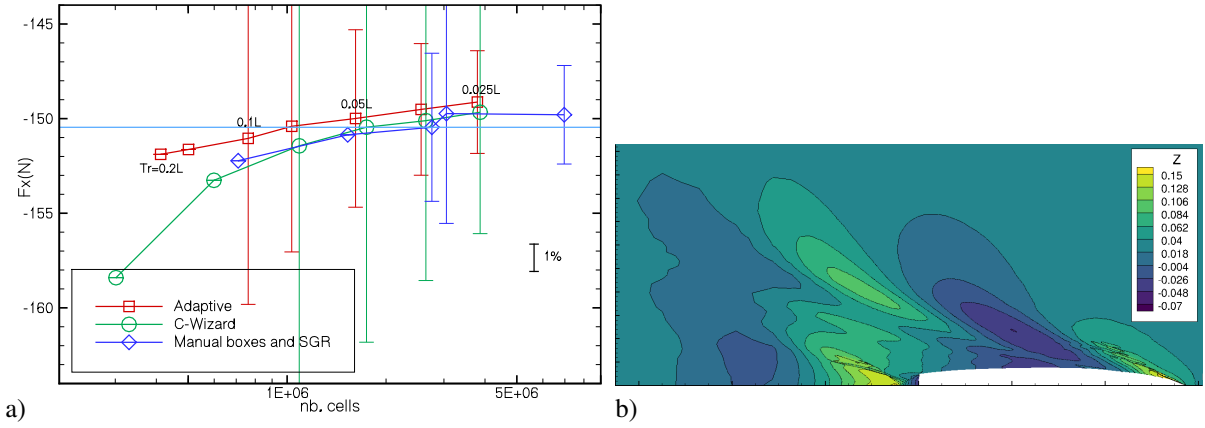 -145
-150
-155
-160
Fx(N)
Tr=0.2L
0.1L
0.05L
0.025L
1%
Adaptive
C-Wizard
Manual boxes and SGR
1E+06
5E+06
nb. cells
a)
Z
0.15
0.128
0.106
0.084
0.062
0.04
0.018
-0.004
-0.026
-0.048
-0.07
b)